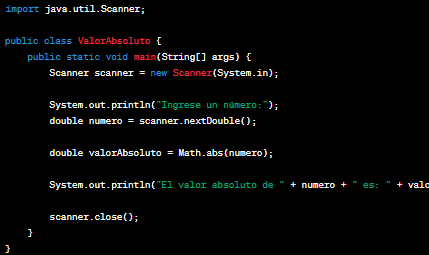 import java.util.Scanner;
public class ValorAbsoluto {
public static void main(String[] args) {
Scanner scanner = new Scanner(System.in);
System.out.println("Ingrese un número:");
double numero = scanner.nextDouble();
double valorAbsoluto = Math.abs(numero);
System.out.println("El valor absoluto de " + numero + " es: " + valo
scanner.close();
}
}